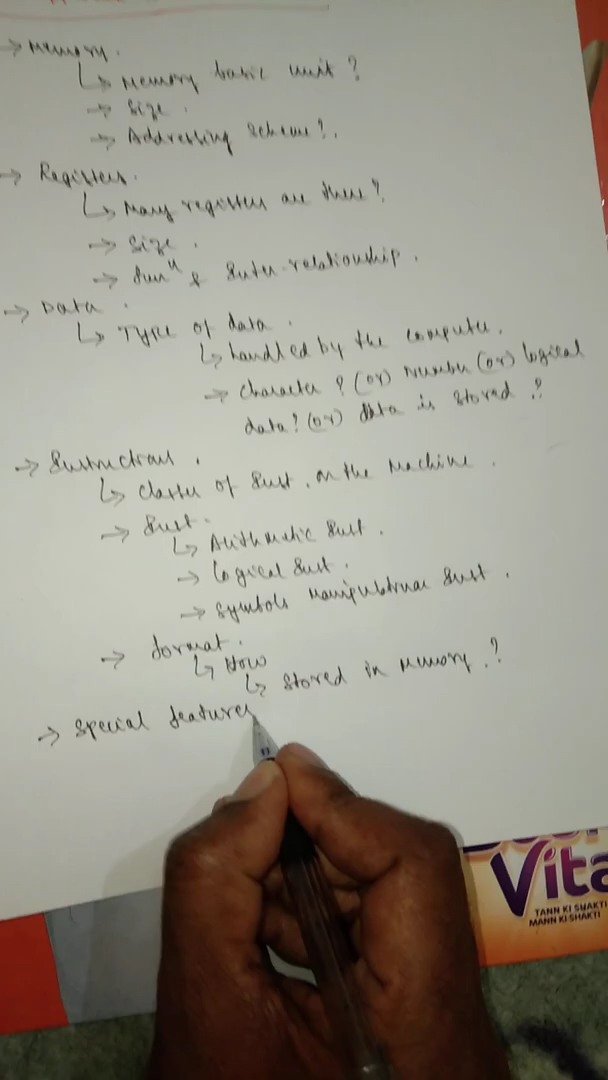 → Memory.
↳ Memory basic unit?
→ Size.
→ Addressing Scheme?.
→ Registers.
↳ Many registers are there?
→ Size.
→ Funⁿ & Inter-relationship.
→ Data.
↳ Type of data.
↳ handled by the computer.
→ character? (or) Number (or) logical
data? (or) data is stored?
→ Instructions.
↳ Classes of Inst. on the Machine.
→ Inst.
↳ Arithmetic Inst.
→ Logical Inst.
→ Symbols Manipulation Inst.
→ format.
↳ How
↳ Stored in Memory.?
→ Special features
Vita
TANN KI SHAKTI
MANN KI SHAKTI